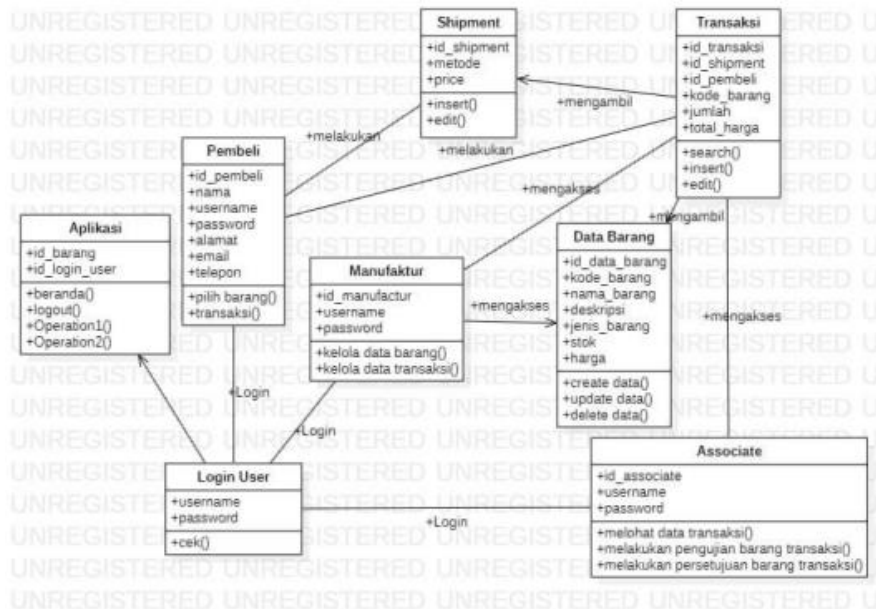 Shipment
+id_shipment
+metode
+price
+insert()
+edit()
Transaksi
+id_transaksi
+id_shipment
+id_pembeli
+kode_barang
+jumlah
+total_harga
+search()
+insert()
+edit()
+mengambil
+melakukan
+melakukan
+mengakses
+mengambil
Pembeli
+id_pembeli
+nama
+username
+password
+alamat
+email
+telepon
+pilih barang()
+transaksi()
Aplikasi
+id_barang
+id_login_user
+beranda()
+logout()
+Operation1()
+Operation2()
Manufaktur
+id_manufactur
+username
+password
+kelola data barang()
+kelola data transaksi()
+mengakses
Data Barang
+id_data_barang
+kode_barang
+nama_barang
+deskripsi
+jenis_barang
+stok
+harga
+create data()
+update data()
+delete data()
+mengakses
+Login
+Login
Login User
+username
+password
+cek()
+Login
Associate
+id_associate
+username
+password
+melohat data transaksi()
+melakukan pengujian barang transaksi()
+melakukan persetujuan barang transaksi()
UNREGISTERED